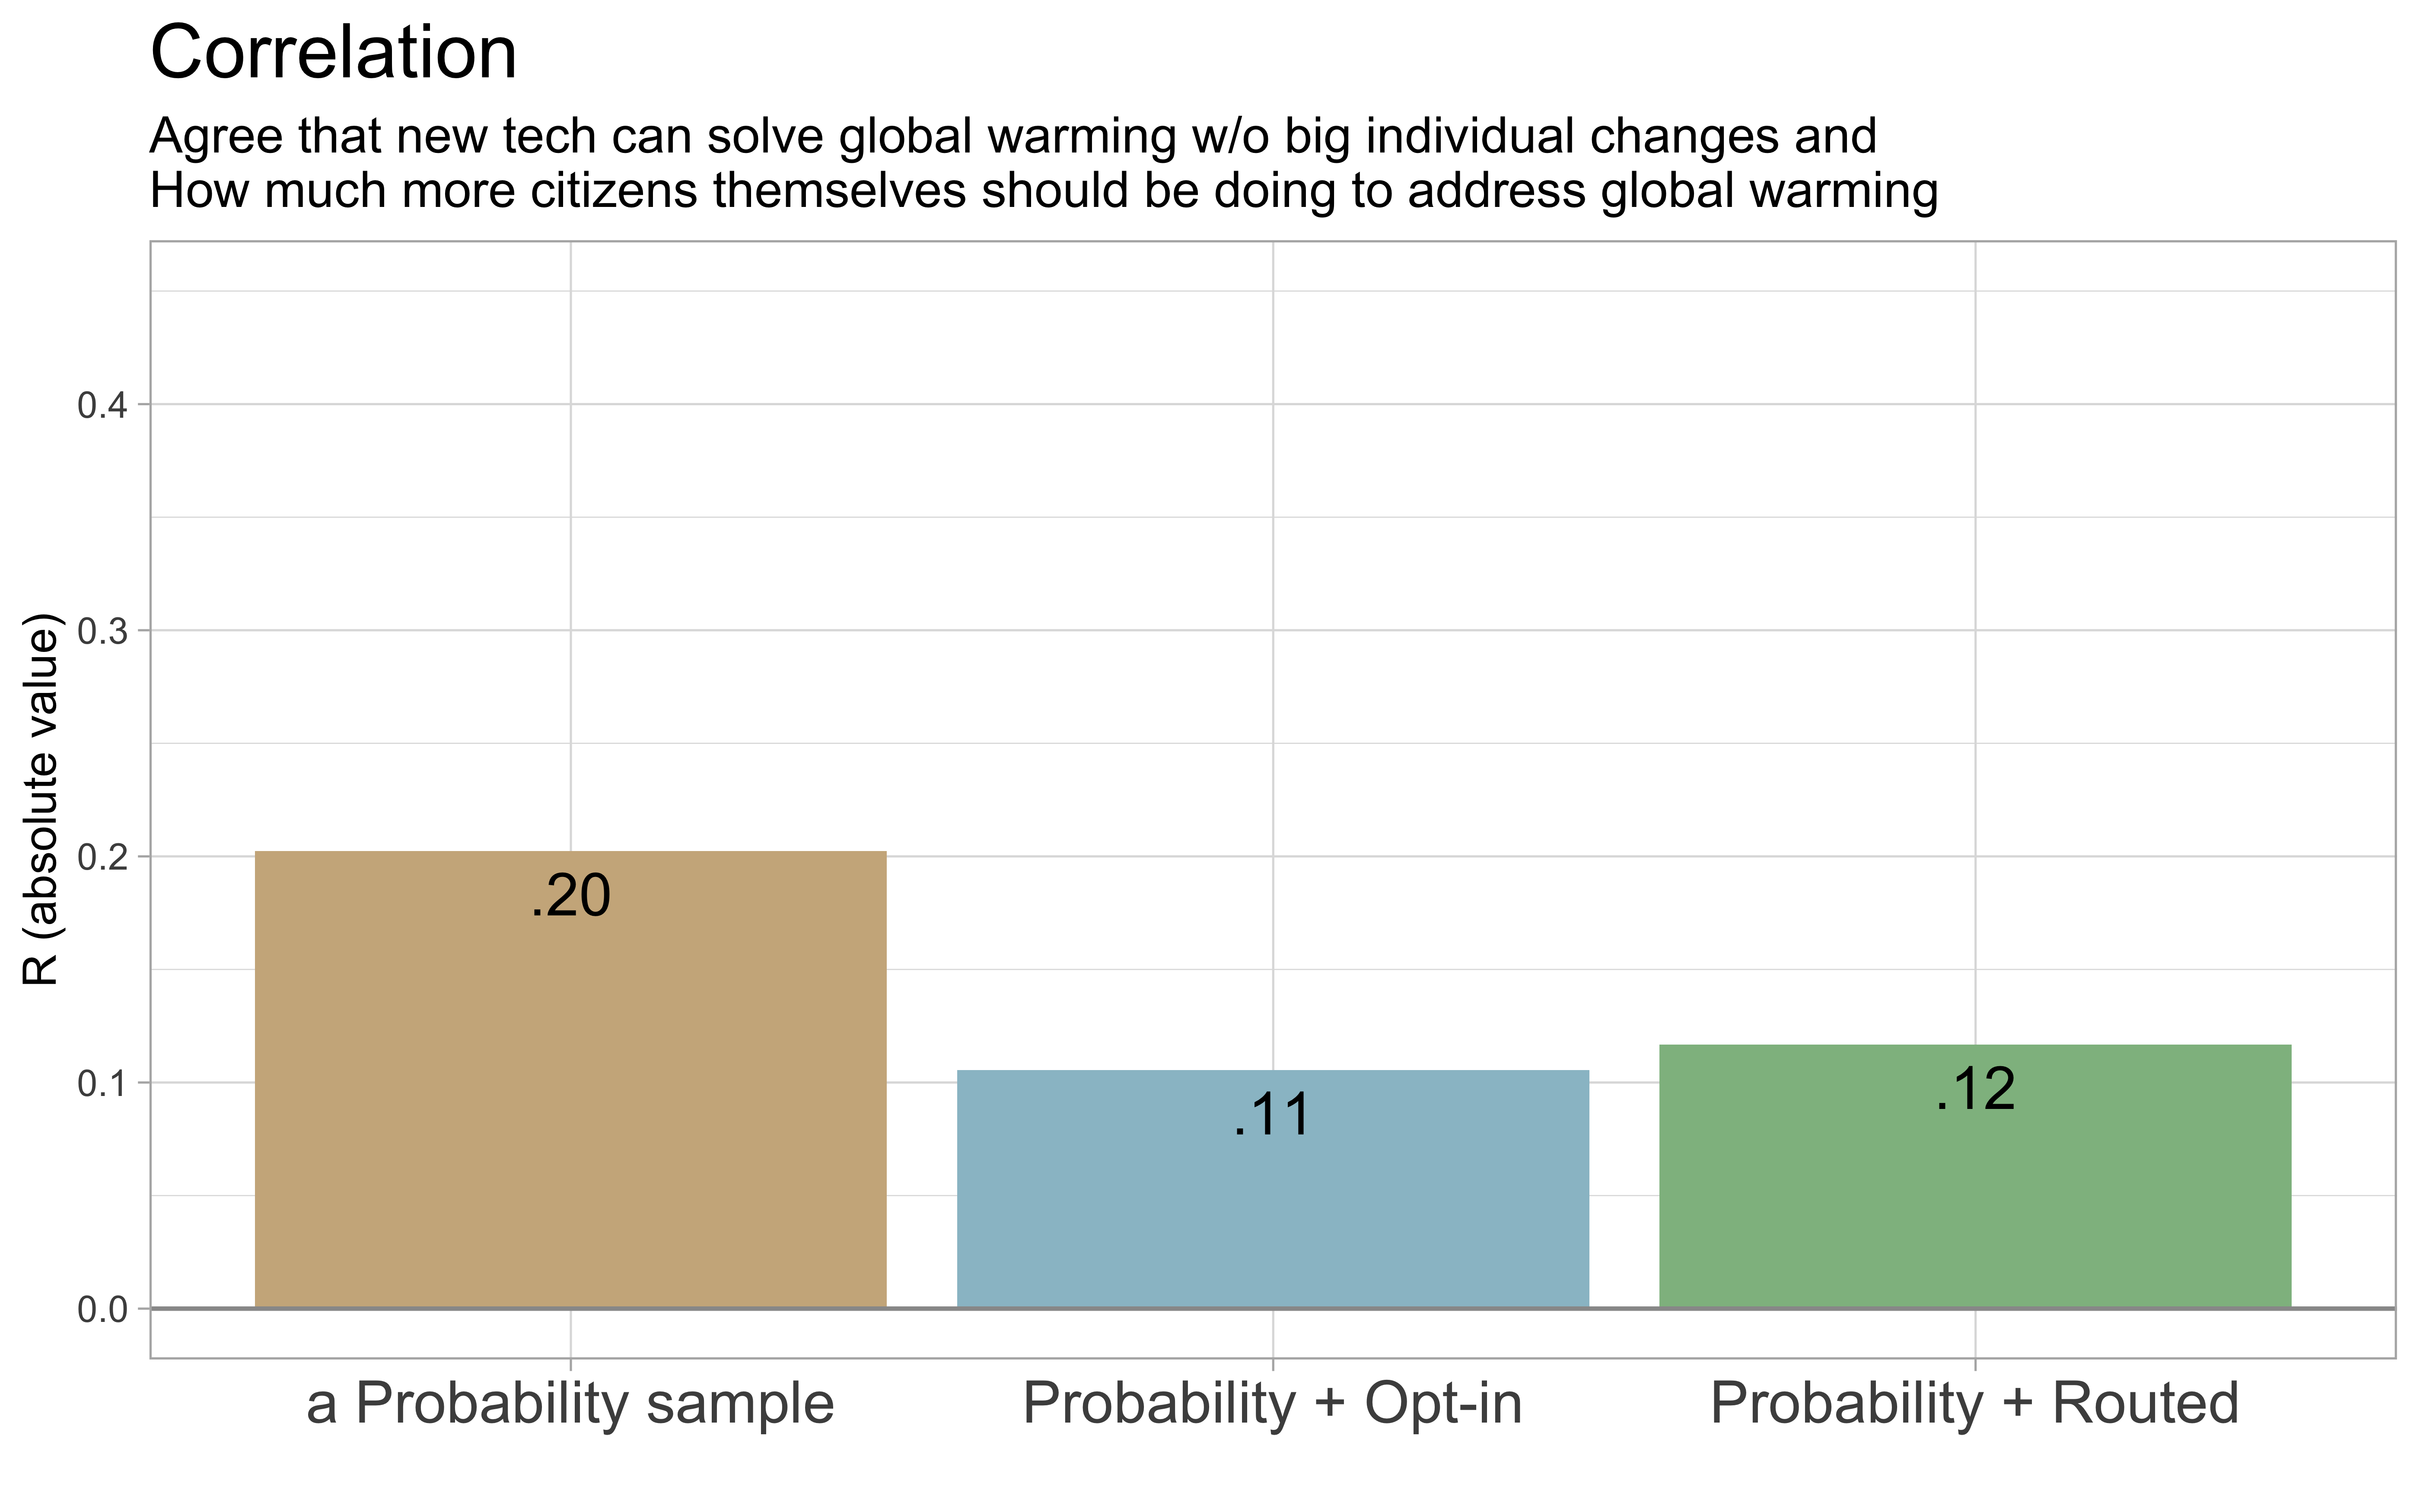 Correlation
Agree that new tech can solve global warming w/o big individual changes and
How much more citizens themselves should be doing to address global warming
R (absolute value)
0.4
0.3
0.2
0.1
0.0
.20
.11
.12
a Probability sample
Probability + Opt-in
Probability + Routed